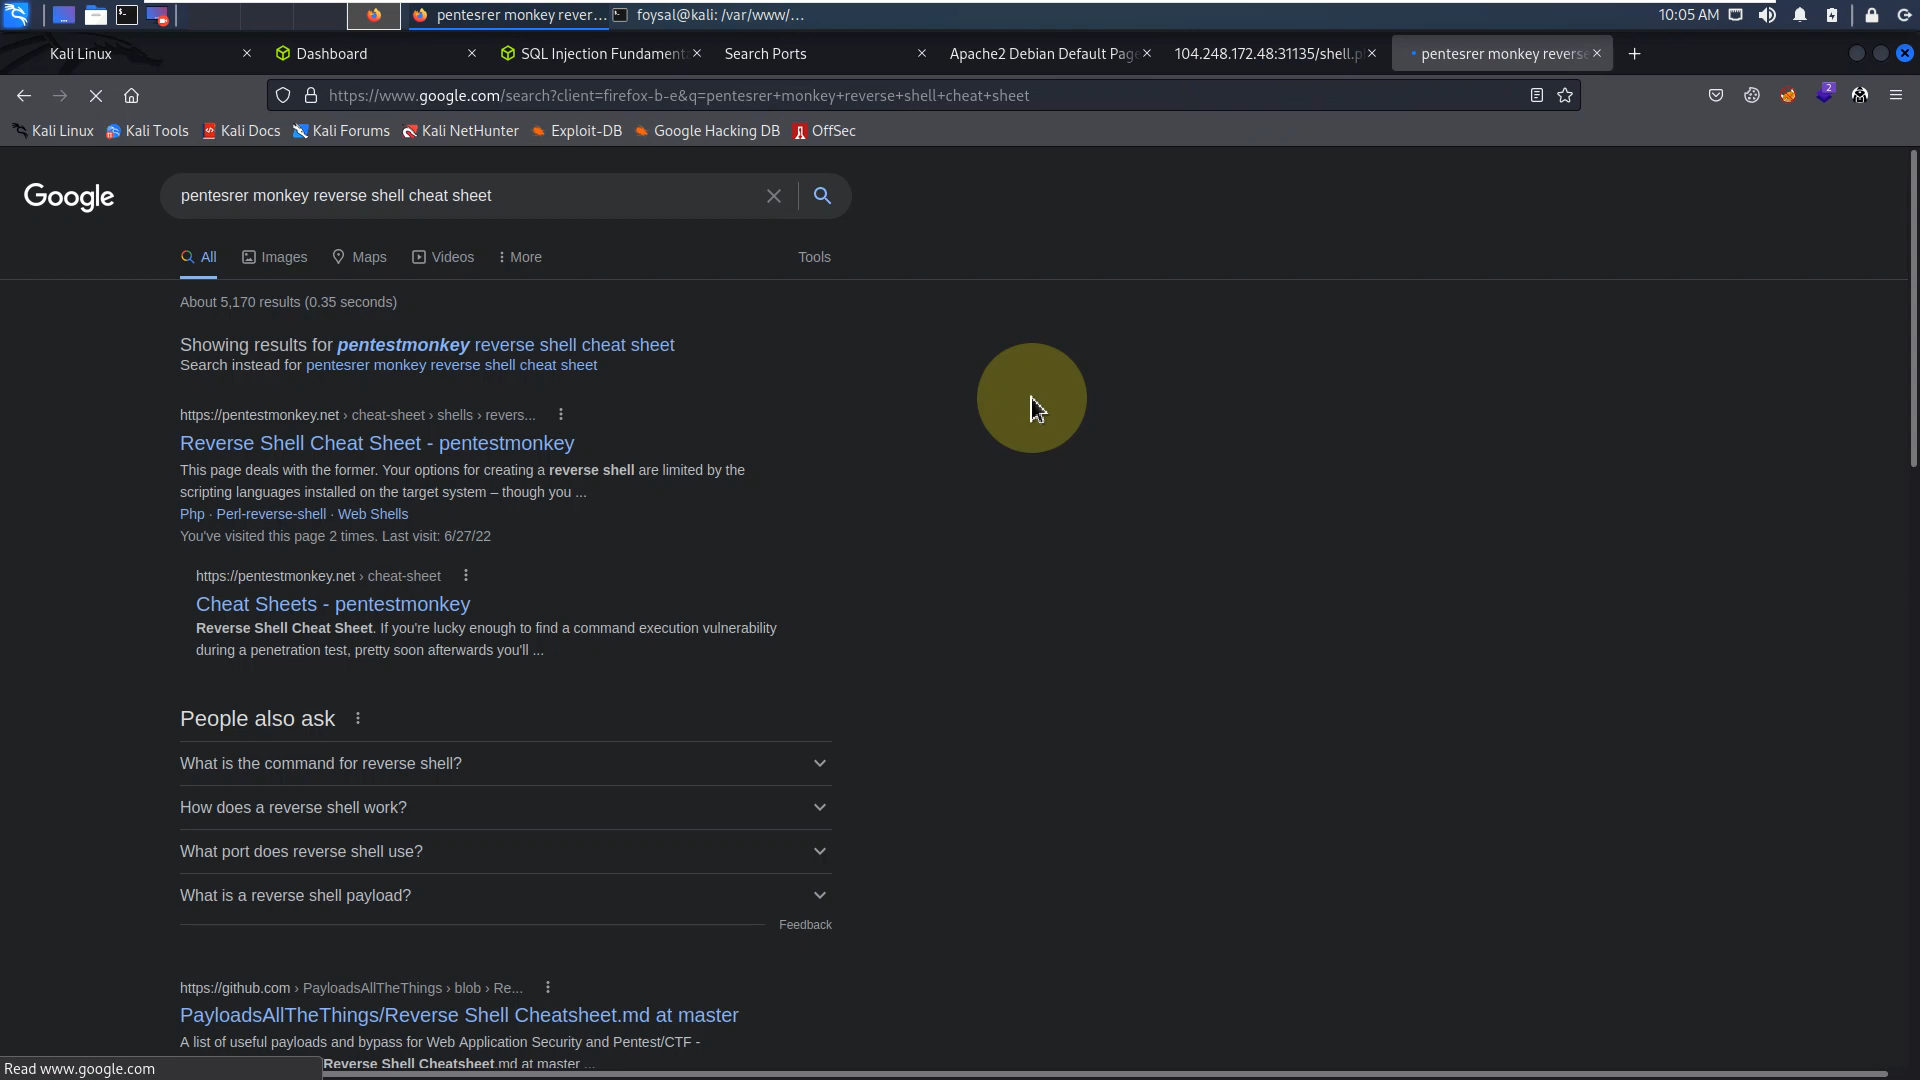 pentesrer monkey rever...
foysal@kali: /var/www/...
10:05 AM
Kali Linux
Dashboard
SQL Injection Fundament
Search Ports
Apache2 Debian Default Page
104.248.172.48:31135/shell.p
pentesrer monkey reverse
https://www.google.com/search?client=firefox-b-e&q=pentesrer+monkey+reverse+shell+cheat+sheet
2
Kali Linux
Kali Tools
Kali Docs
Kali Forums
Kali NetHunter
Exploit-DB
Google Hacking DB
OffSec
Google
pentesrer monkey reverse shell cheat sheet
All
Images
Maps
Videos
More
Tools
About 5,170 results (0.35 seconds)
Showing results for pentestmonkey reverse shell cheat sheet
Search instead for pentesrer monkey reverse shell cheat sheet
https://pentestmonkey.net › cheat-sheet › shells › revers...
Reverse Shell Cheat Sheet - pentestmonkey
This page deals with the former. Your options for creating a reverse shell are limited by the
scripting languages installed on the target system – though you ...
Php · Perl-reverse-shell · Web Shells
You've visited this page 2 times. Last visit: 6/27/22
https://pentestmonkey.net › cheat-sheet
Cheat Sheets - pentestmonkey
Reverse Shell Cheat Sheet. If you're lucky enough to find a command execution vulnerability
during a penetration test, pretty soon afterwards you'll ...
People also ask
What is the command for reverse shell?
How does a reverse shell work?
What port does reverse shell use?
What is a reverse shell payload?
Feedback
https://github.com › PayloadsAllTheThings › blob › Re...
PayloadsAllTheThings/Reverse Shell Cheatsheet.md at master
A list of useful payloads and bypass for Web Application Security and Pentest/CTF -
Reverse Shell Cheatsheet.md at master ...
Read www.google.com